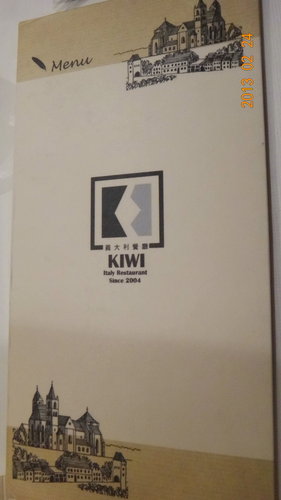 Menu
2013 02 24
義大利餐廳
KIWI
Italy Restaurant
Since 2004